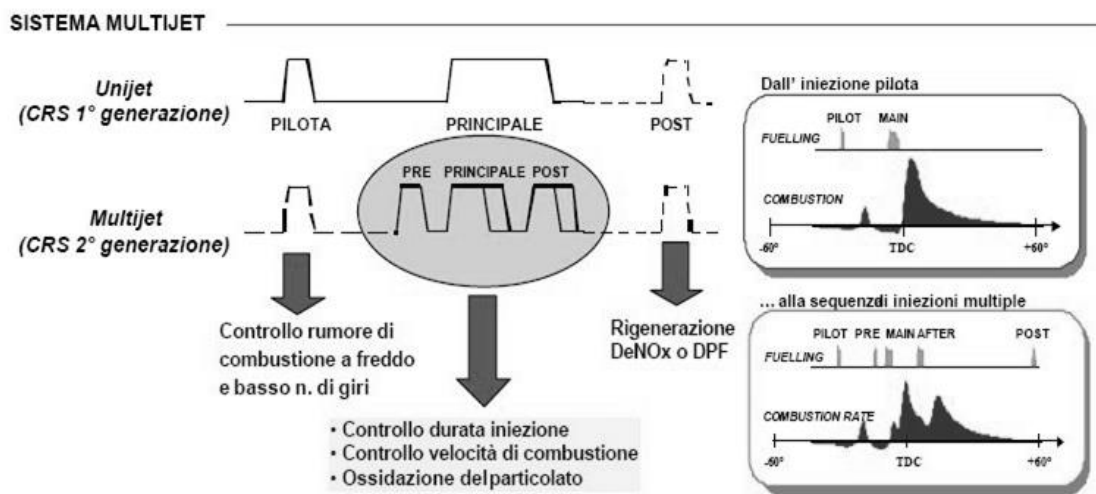 SISTEMA MULTIJET
Unijet
(CRS 1° generazione)
PILOTA
PRINCIPALE
POST
PRE PRINCIPALE POST
Multijet
(CRS 2° generazione)
Controllo rumore di
combustione a freddo
e basso n. di giri
• Controllo durata iniezione
• Controllo velocità di combustione
• Ossidazione del particolato
Rigenerazione
DeNOx o DPF
Dall' iniezione pilota
PILOT MAIN
FUELLING
COMBUSTION
-60° TDC +60°
... alla sequenza di iniezioni multiple
PILOT PRE MAIN AFTER POST
FUELLING
COMBUSTION RATE
-60° TDC +60°